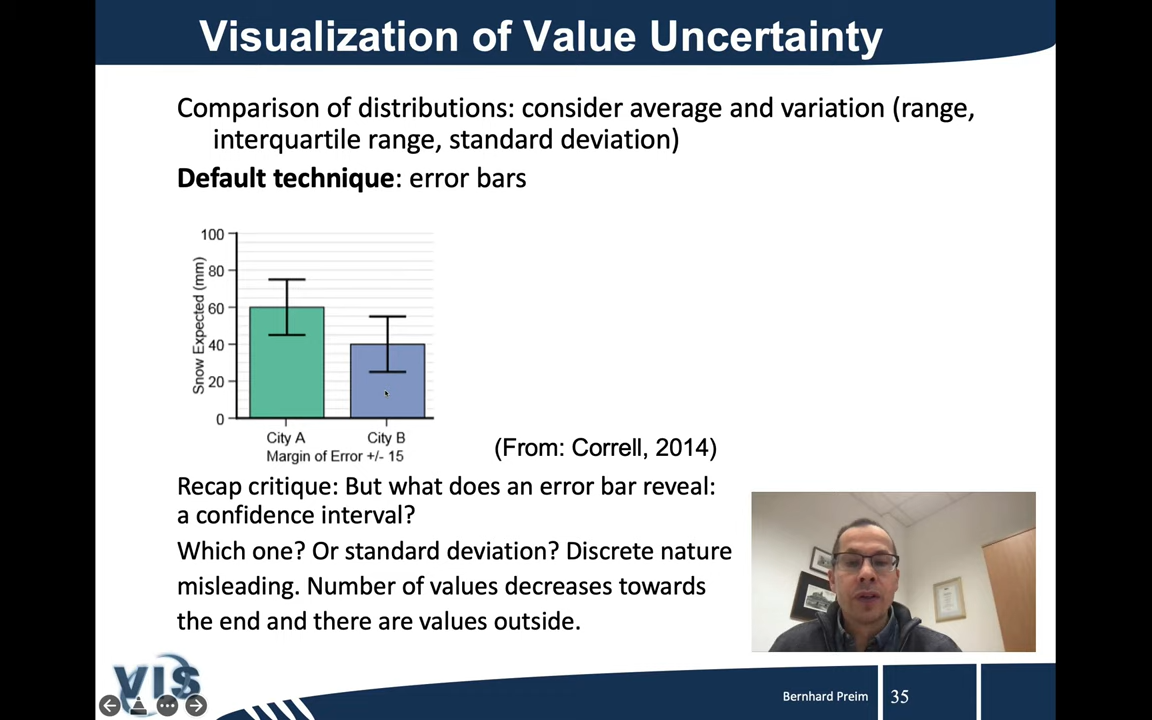 Visualization of Value Uncertainty
Comparison of distributions: consider average and variation (range,
interquartile range, standard deviation)
Default technique: error bars
100
80
60
40
20
0
Snow Expected (mm)
City A
City B
Margin of Error +/- 15
(From: Correll, 2014)
Recap critique: But what does an error bar reveal:
a confidence interval?
Which one? Or standard deviation? Discrete nature
misleading. Number of values decreases towards
the end and there are values outside.
VIS
Bernhard Preim
35